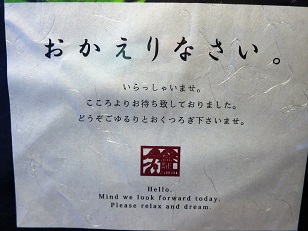 おかえりなさい。
いらっしゃいませ。
こころよりお待ち致しておりました。
どうぞごゆるりとおくつろぎ下さいませ。
Hello.
Mind we look forward today.
Please relax and dream.